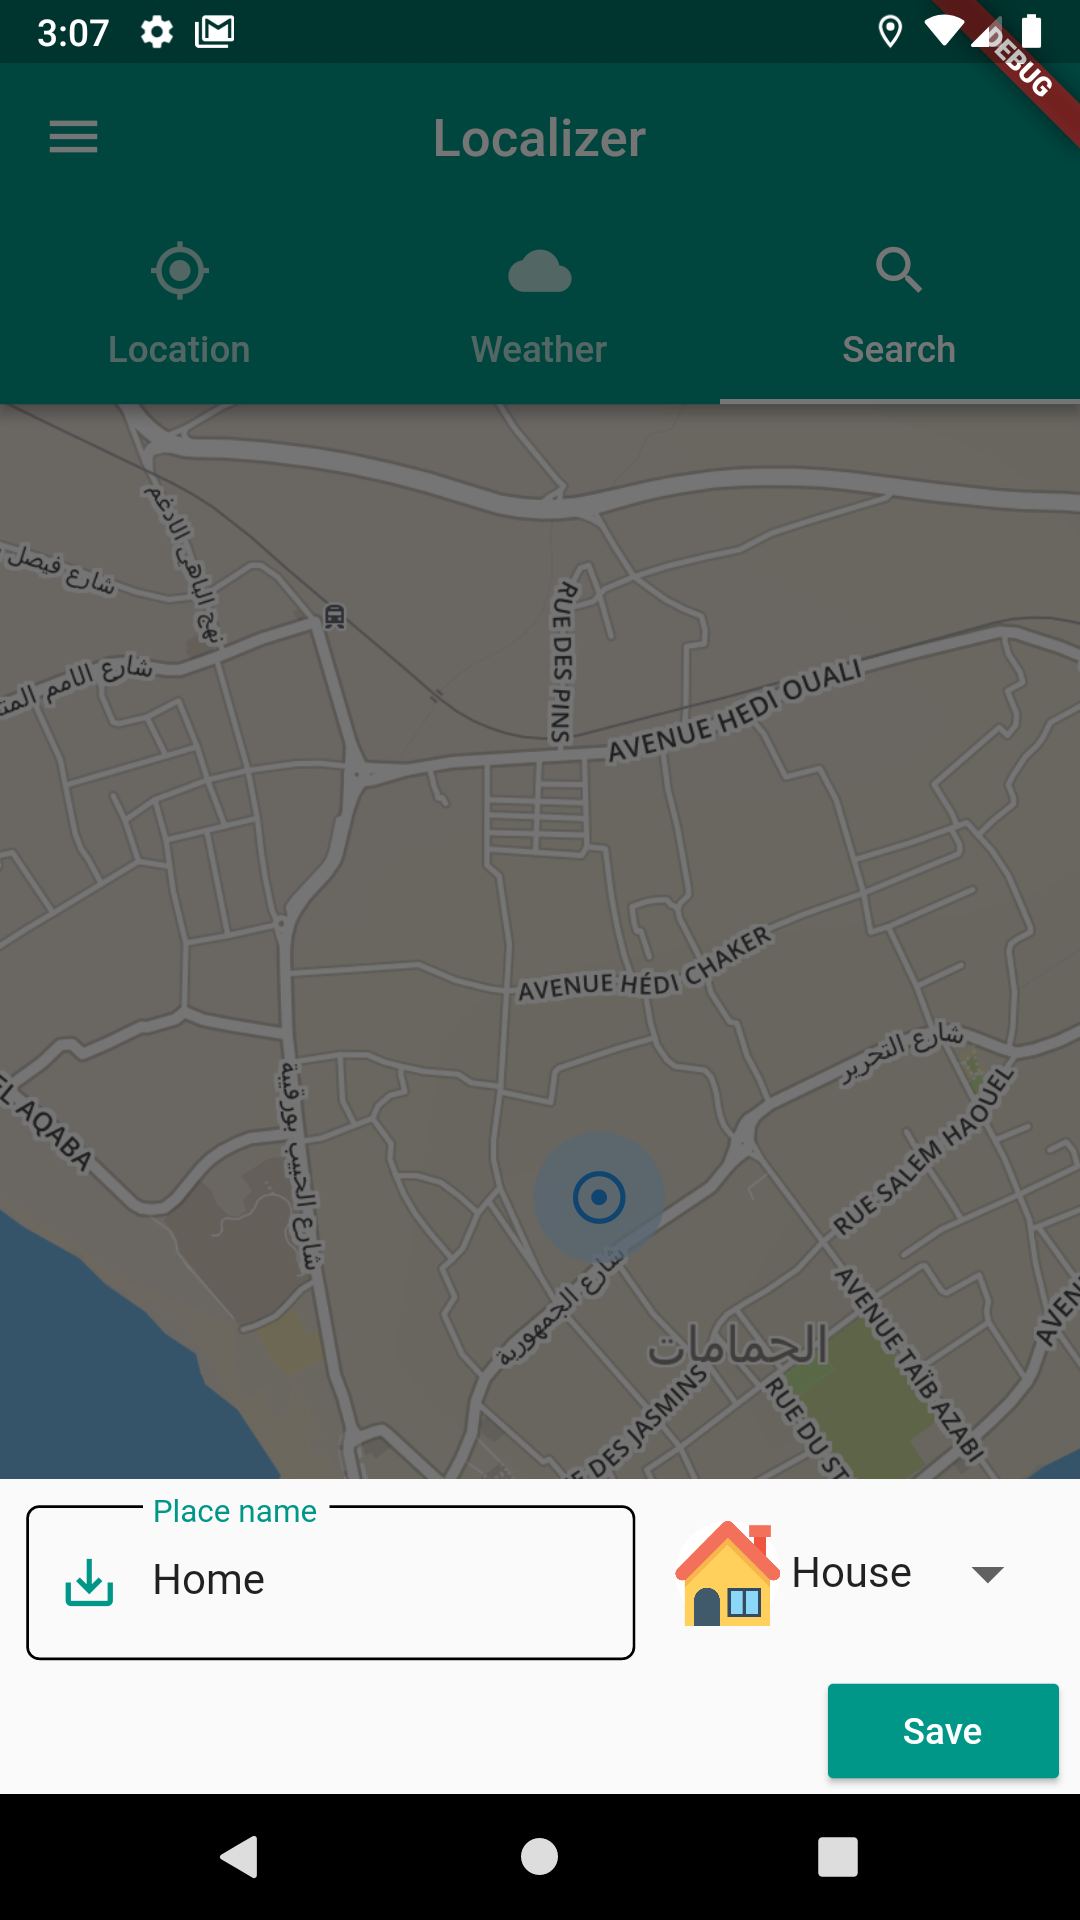 3:07
DEBUG
Localizer
Location
Weather
Search
نهج الباهي الادغم
شارع فيصل
شارع الامم المت
RUE DES PINS
AVENUE HEDI OUALI
AVENUE HÉDI CHAKER
شارع التحرير
EL AQABA
شارع الحبيب بورقيبة
RUE SALEM HAOUEL
شارع الجمهورية
الحمامات
AVENUE TAÏB AZABI
AVEN
E DES JASMINS
RUE DU ST
Place name
Home
House
Save